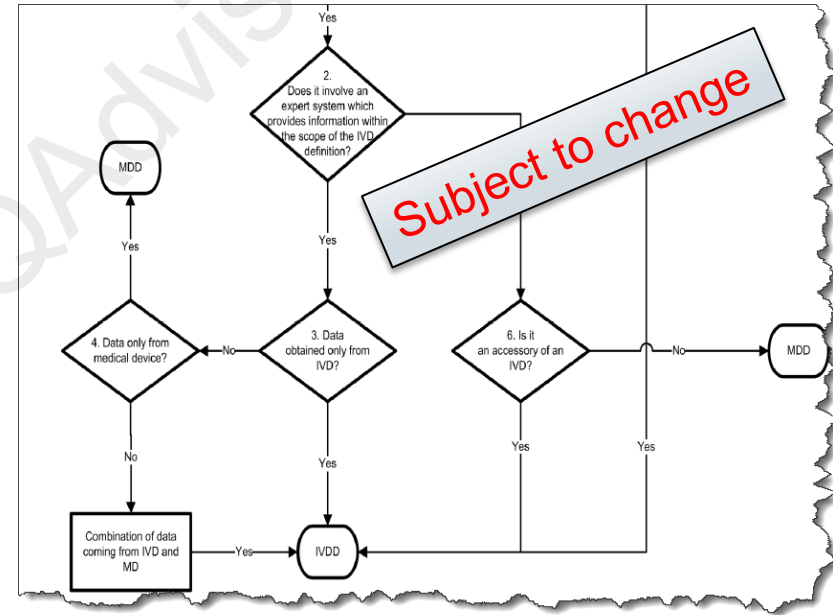 Yes
2.
Does it involve an
expert system which
provides information within
the scope of the IVD
definition?
Subject to change
MDD
Yes
Yes
4. Data only from
medical device?
No
3. Data
obtained only from
IVD?
6. Is it
an accessory of an
IVD?
No
MDD
No
Yes
Yes
Yes
Combination of data
coming from IVD and
MD
Yes
IVDD
QAdvis